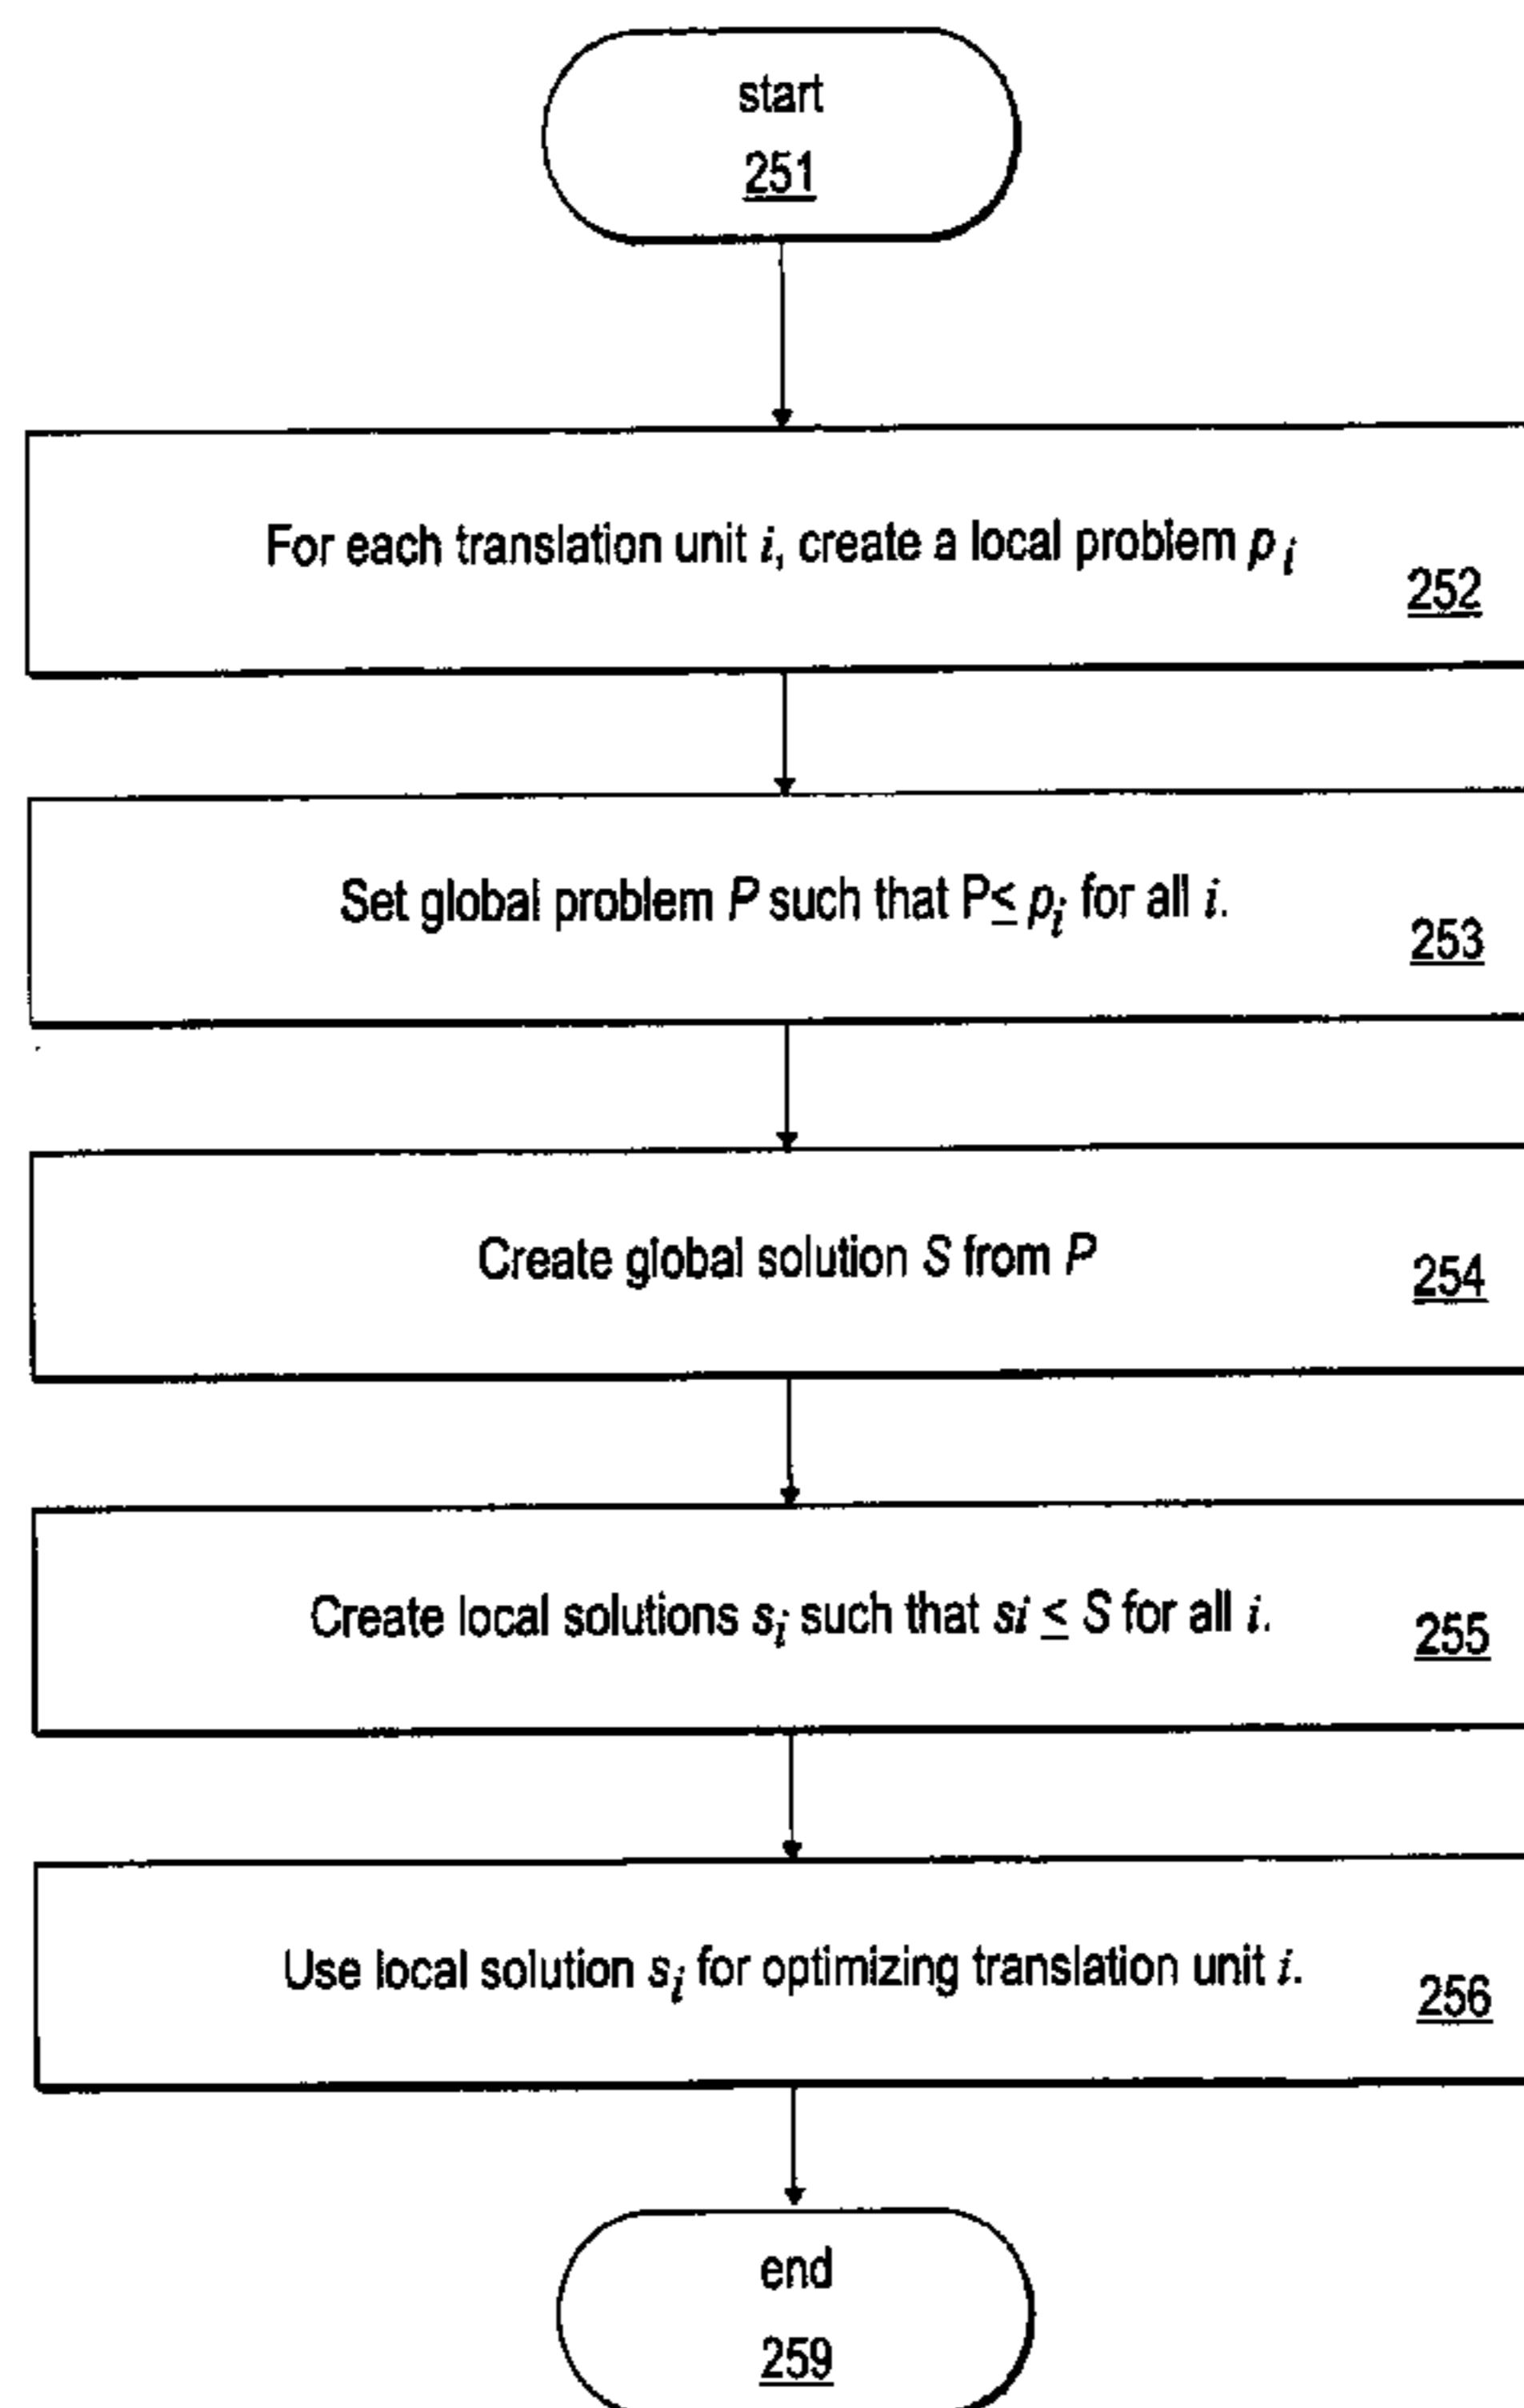 start
251
For each translation unit i, create a local problem p i
252
Set global problem P such that P≤ pi for all i.
253
Create global solution S from P
254
Create local solutions si such that si ≤ S for all i.
255
Use local solution si for optimizing translation unit i.
256
end
259